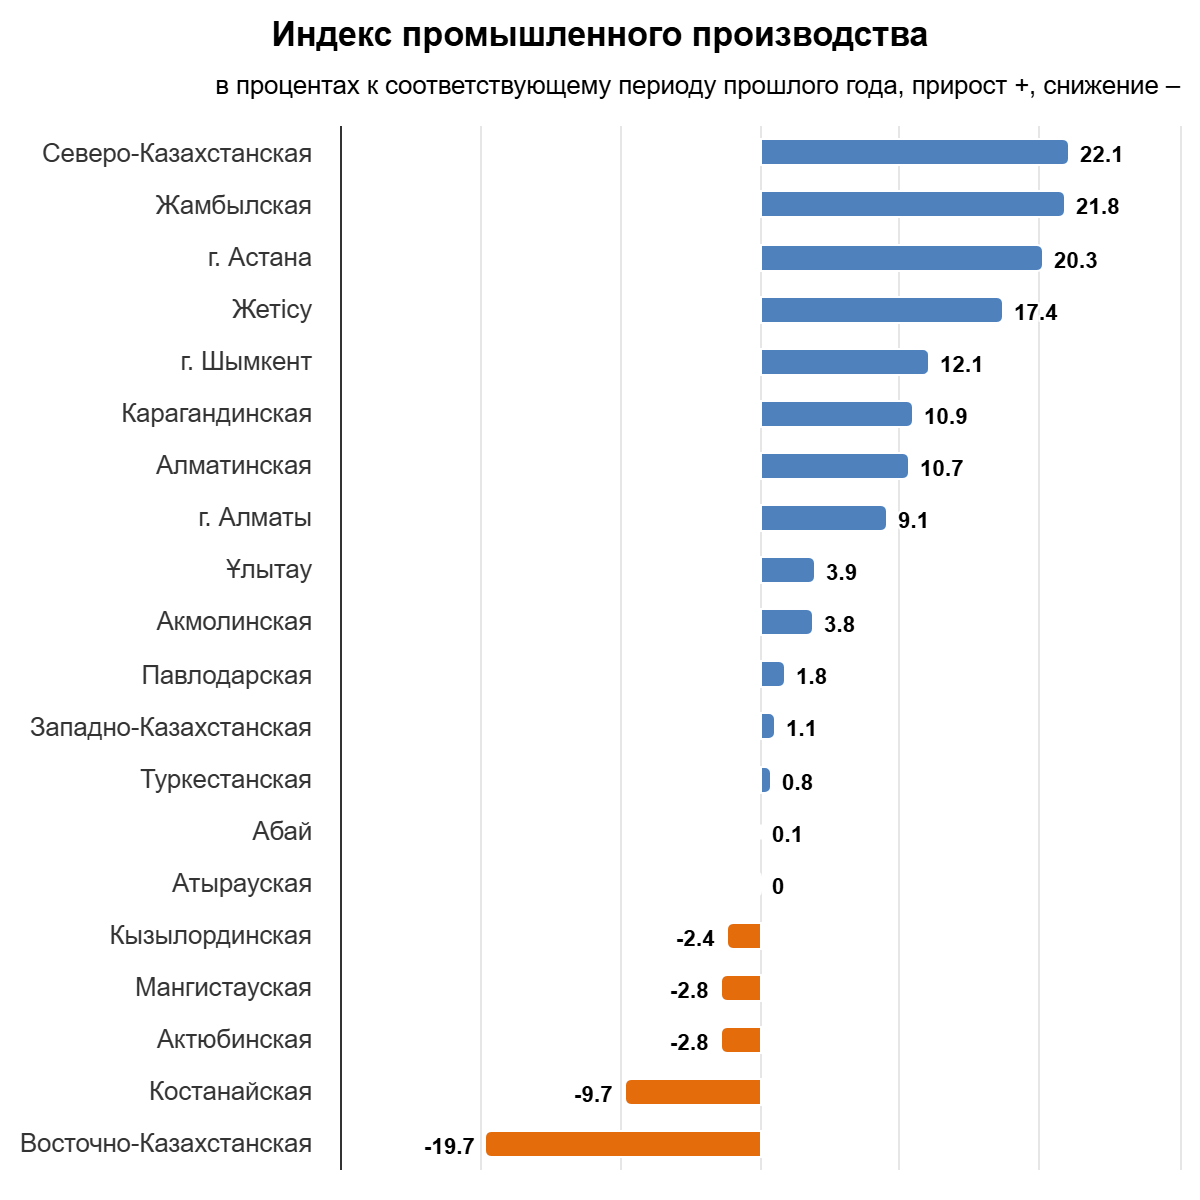 Индекс промышленного производства
в процентах к соответствующему периоду прошлого года, прирост +, снижение –
Северо-Казахстанская 22.1
Жамбылская 21.8
г. Астана 20.3
Жетісу 17.4
г. Шымкент 12.1
Карагандинская 10.9
Алматинская 10.7
г. Алматы 9.1
Ұлытау 3.9
Акмолинская 3.8
Павлодарская 1.8
Западно-Казахстанская 1.1
Туркестанская 0.8
Абай 0.1
Атырауская 0
Кызылординская -2.4
Мангистауская -2.8
Актюбинская -2.8
Костанайская -9.7
Восточно-Казахстанская -19.7